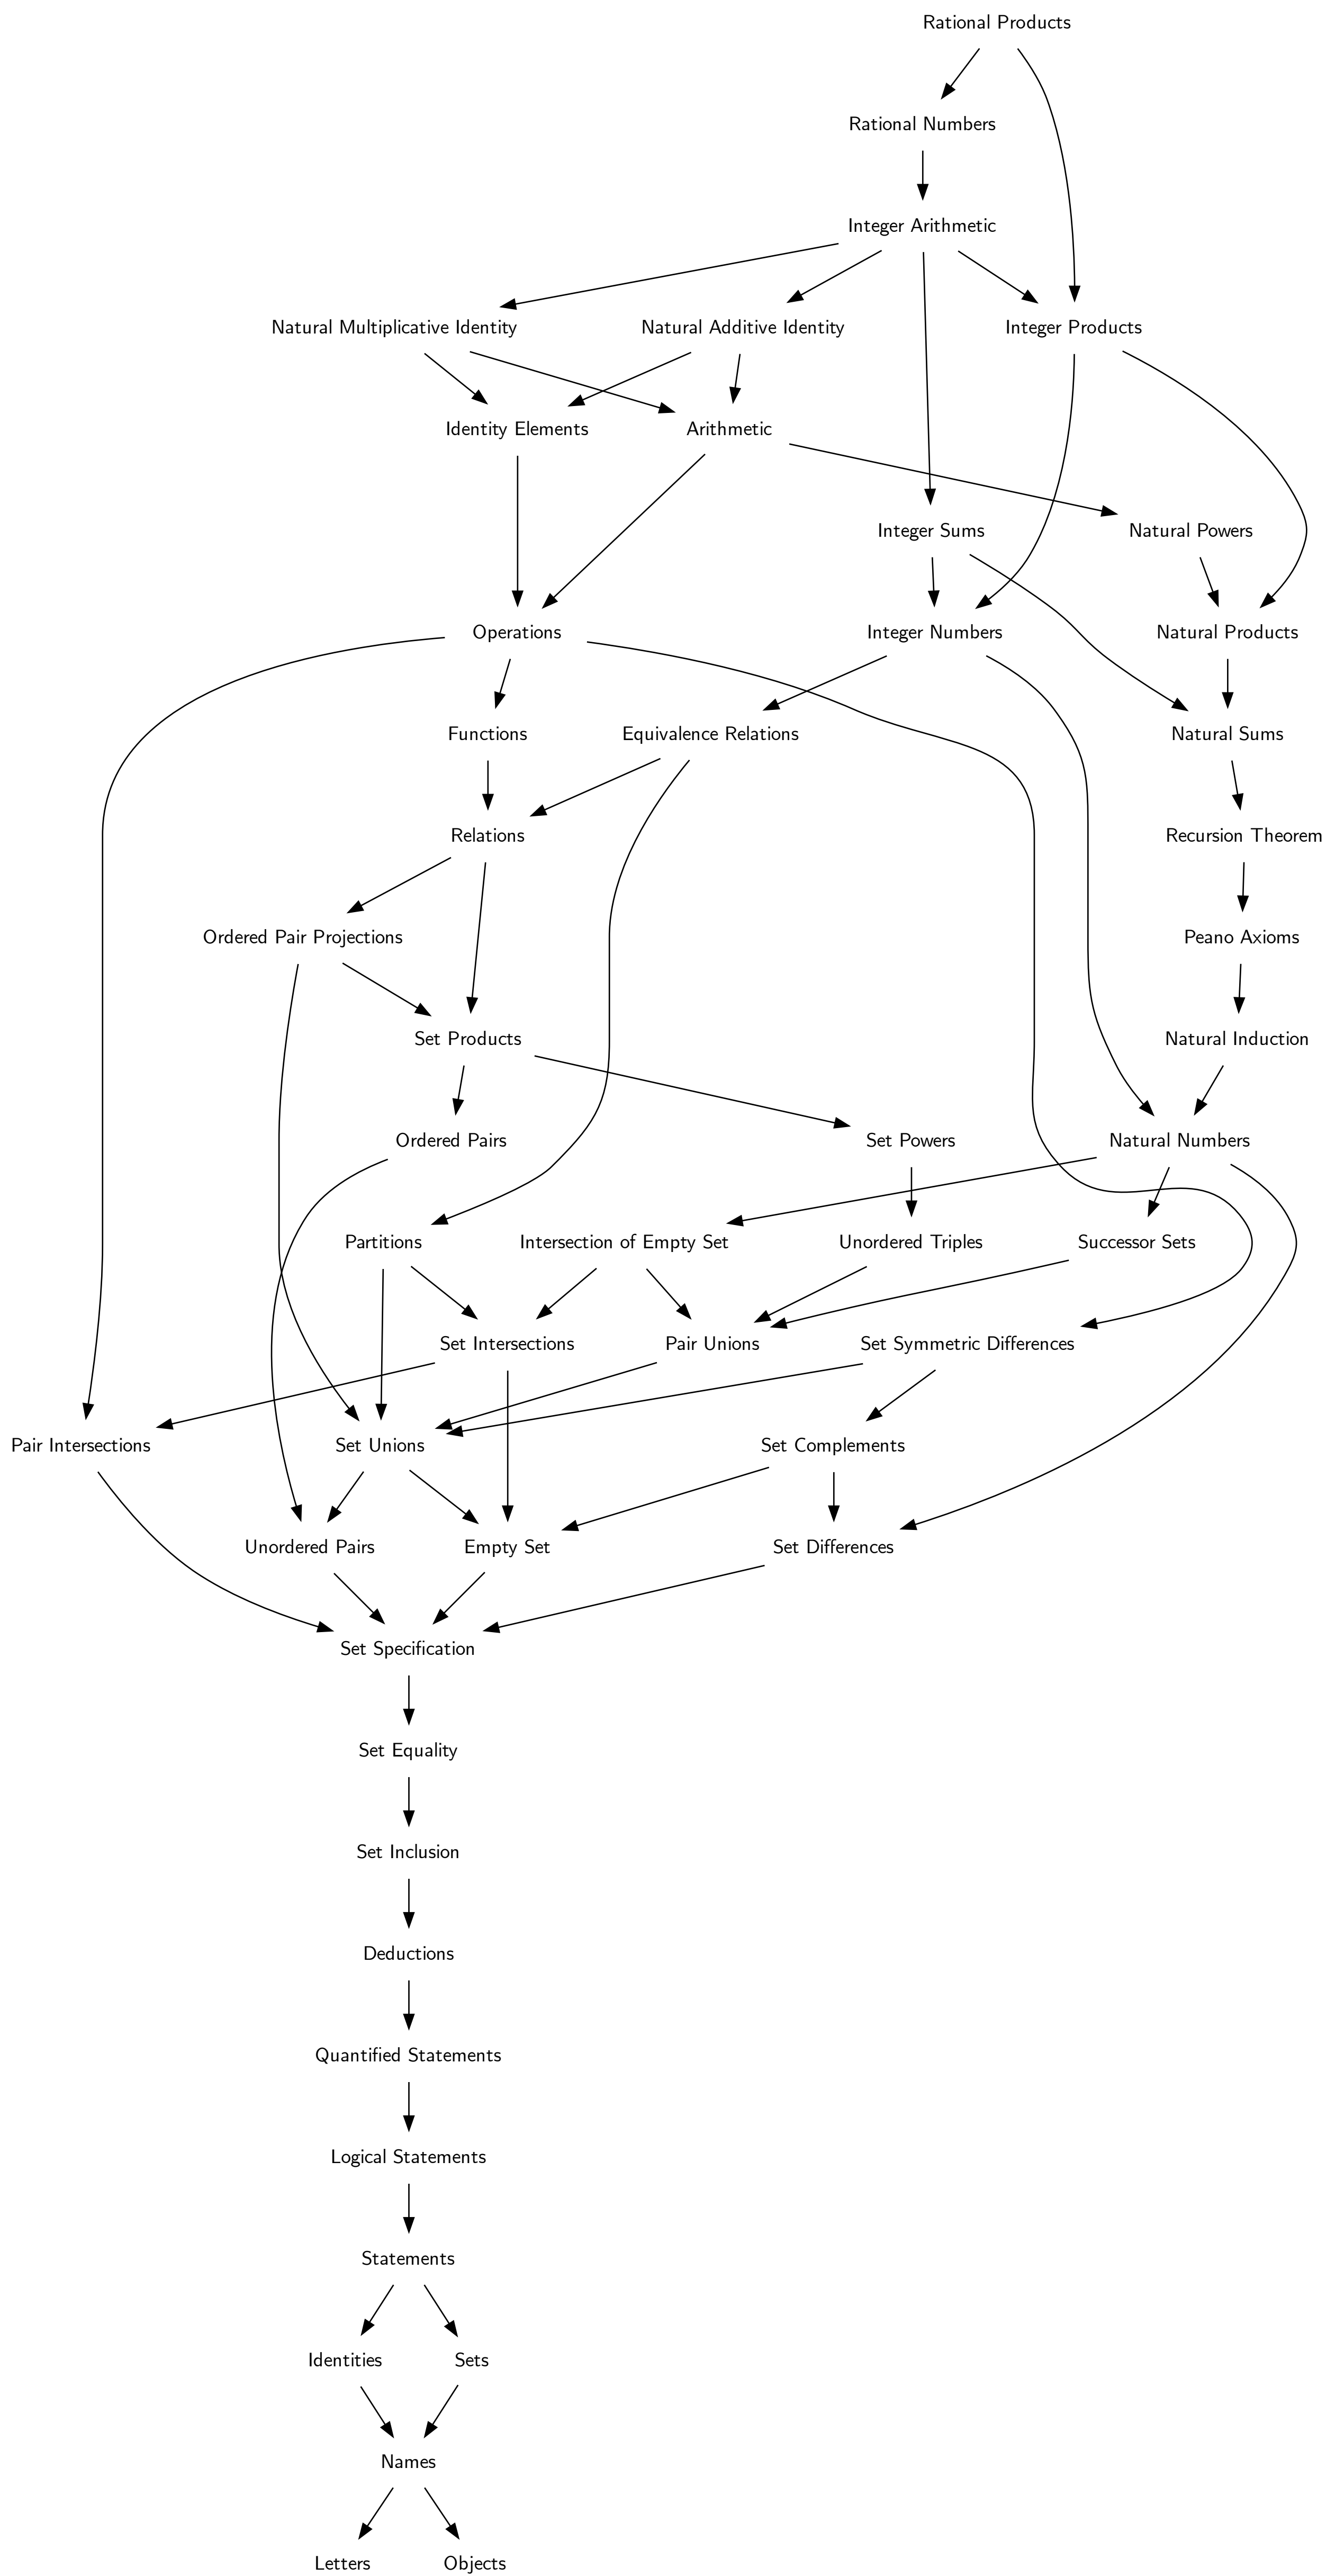 Rational Products
Rational Numbers
Integer Arithmetic
Natural Multiplicative Identity
Natural Additive Identity
Integer Products
Identity Elements
Arithmetic
Integer Sums
Natural Powers
Operations
Integer Numbers
Natural Products
Functions
Equivalence Relations
Natural Sums
Relations
Recursion Theorem
Ordered Pair Projections
Peano Axioms
Set Products
Natural Induction
Ordered Pairs
Set Powers
Natural Numbers
Partitions
Intersection of Empty Set
Unordered Triples
Successor Sets
Set Intersections
Pair Unions
Set Symmetric Differences
Pair Intersections
Set Unions
Set Complements
Unordered Pairs
Empty Set
Set Differences
Set Specification
Set Equality
Set Inclusion
Deductions
Quantified Statements
Logical Statements
Statements
Identities
Sets
Names
Letters
Objects